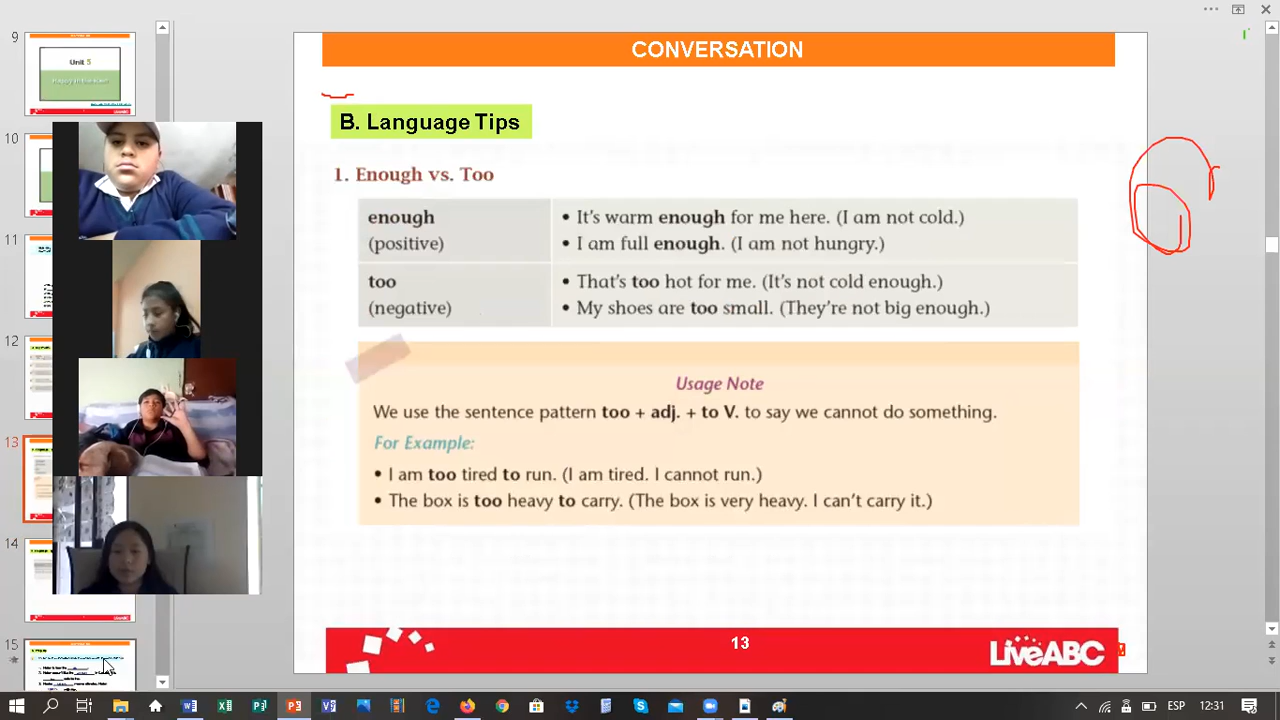 CONVERSATION
B. Language Tips
1. Enough vs. Too
enough
(positive)
• It's warm enough for me here. (I am not cold.)
• I am full enough. (I am not hungry.)
too
(negative)
• That's too hot for me. (It's not cold enough.)
• My shoes are too small. (They're not big enough.)
Usage Note
We use the sentence pattern too + adj. + to V. to say we cannot do something.
For Example:
• I am too tired to run. (I am tired. I cannot run.)
• The box is too heavy to carry. (The box is very heavy. I can't carry it.)
13
LiveABC
9
Unit 5
10
11
12
13
14
15
ESP
12:31